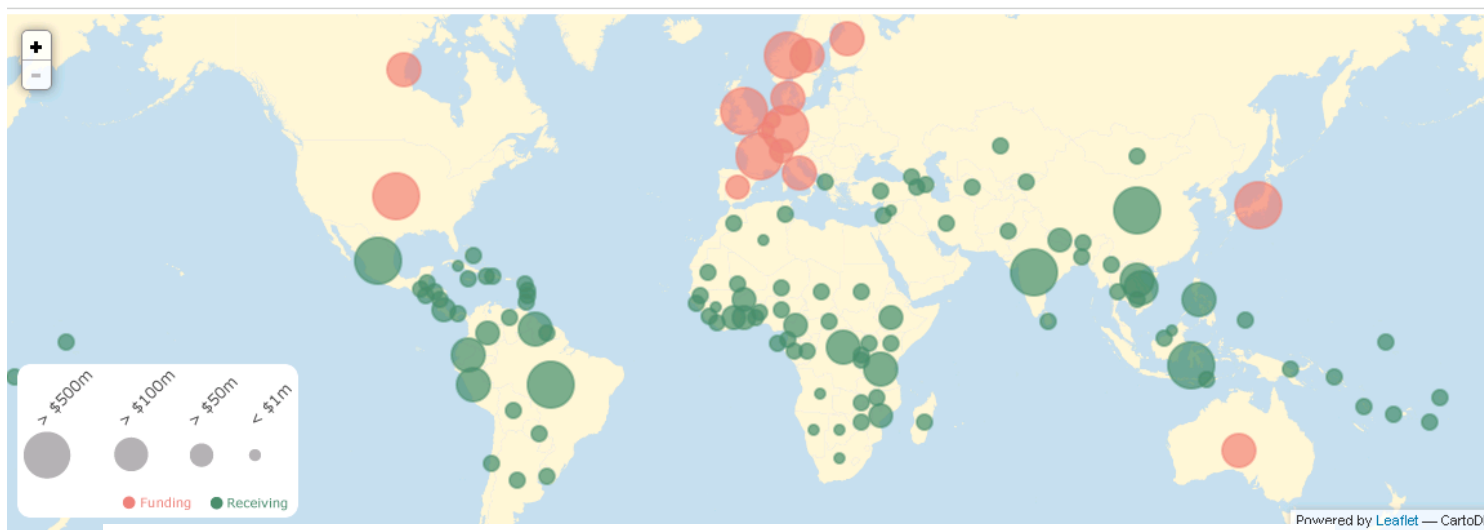 +
−
> $500m
> $100m
> $50m
< $1m
Funding
Receiving
Powered by Leaflet — CartoD